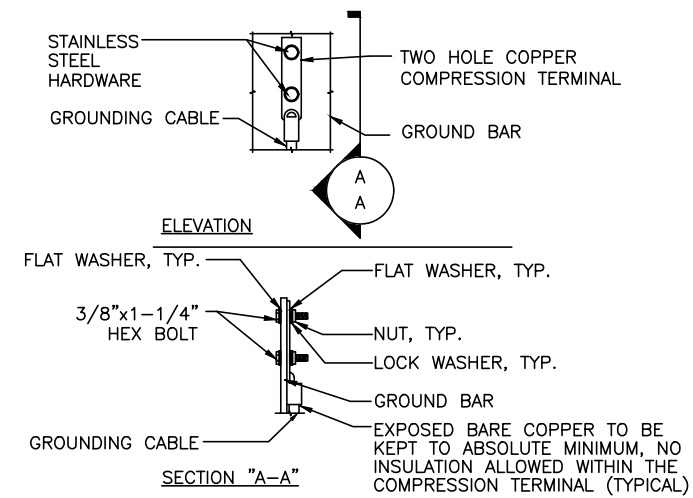 STAINLESS
STEEL
HARDWARE
TWO HOLE COPPER
COMPRESSION TERMINAL
GROUNDING CABLE
GROUND BAR
A
A
ELEVATION
FLAT WASHER, TYP.
FLAT WASHER, TYP.
3/8"x1-1/4"
HEX BOLT
NUT, TYP.
LOCK WASHER, TYP.
GROUND BAR
EXPOSED BARE COPPER TO BE
KEPT TO ABSOLUTE MINIMUM, NO
INSULATION ALLOWED WITHIN THE
COMPRESSION TERMINAL (TYPICAL)
GROUNDING CABLE
SECTION "A-A"